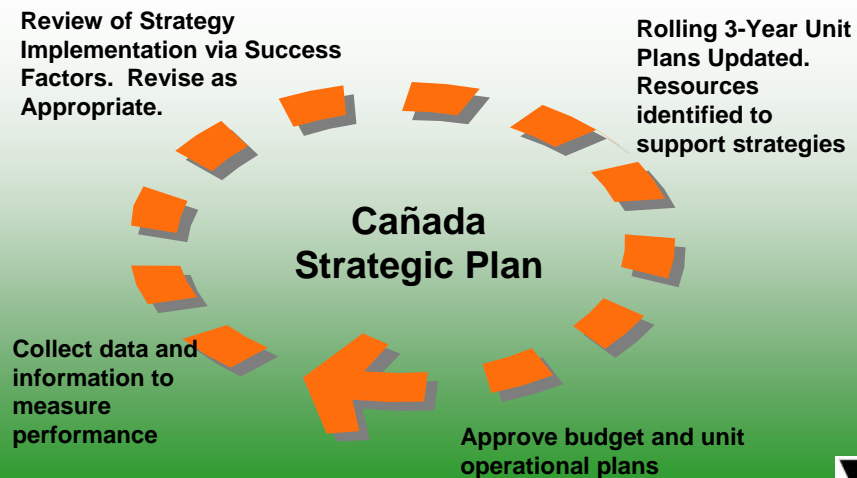 Review of Strategy
Implementation via Success
Factors. Revise as
Appropriate.
Rolling 3-Year Unit
Plans Updated.
Resources
identified to
support strategies
Cañada
Strategic Plan
Collect data and
information to
measure
performance
Approve budget and unit
operational plans